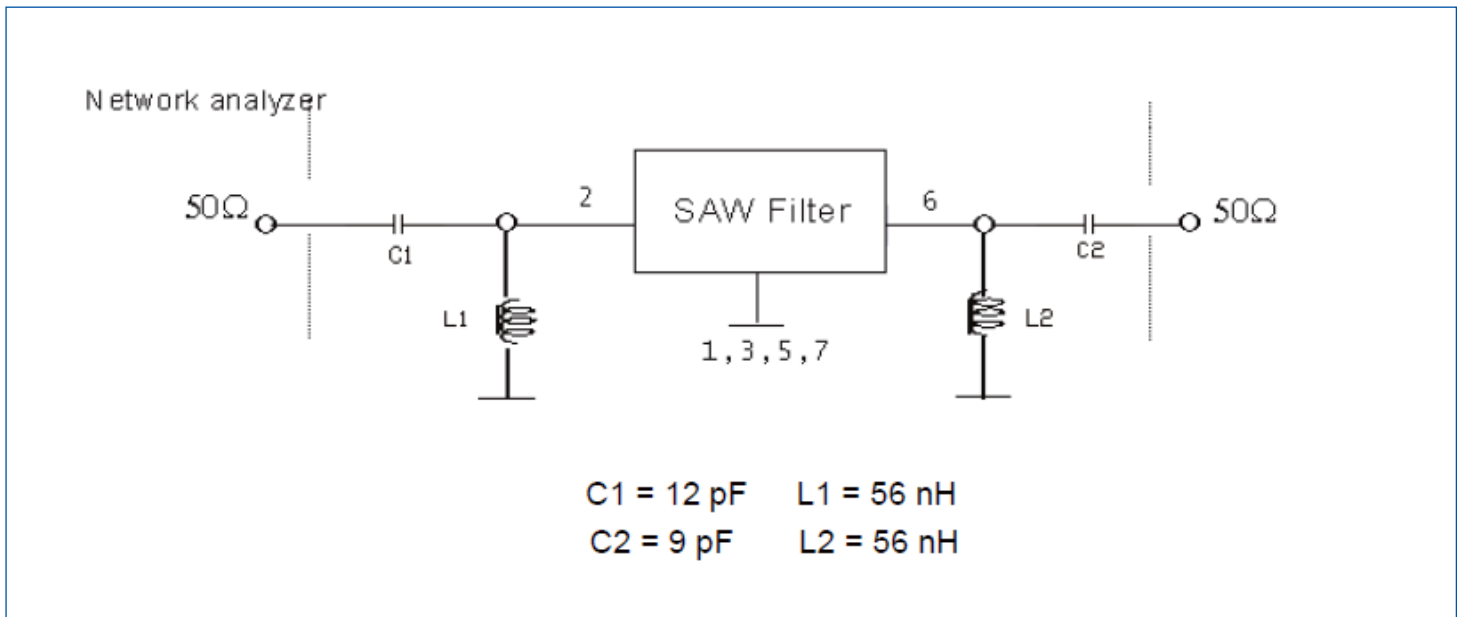 Network analyzer
50Ω
C1
2
SAW Filter
6
C2
50Ω
L1
L2
1,3,5,7
C1 = 12 pF L1 = 56 nH
C2 = 9 pF L2 = 56 nH